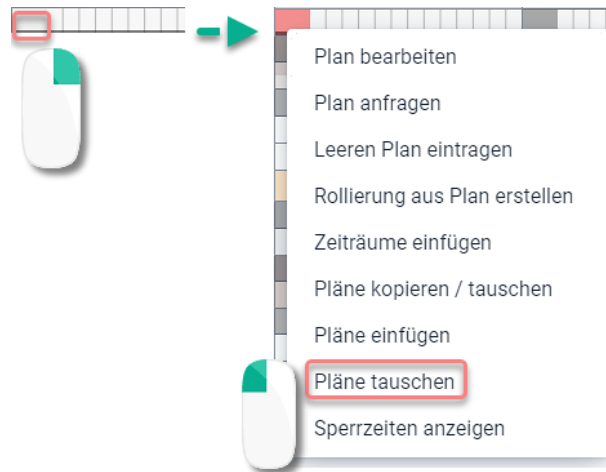 Plan bearbeiten
Plan anfragen
Leeren Plan eintragen
Rollierung aus Plan erstellen
Zeiträume einfügen
Pläne kopieren / tauschen
Pläne einfügen
Pläne tauschen
Sperrzeiten anzeigen